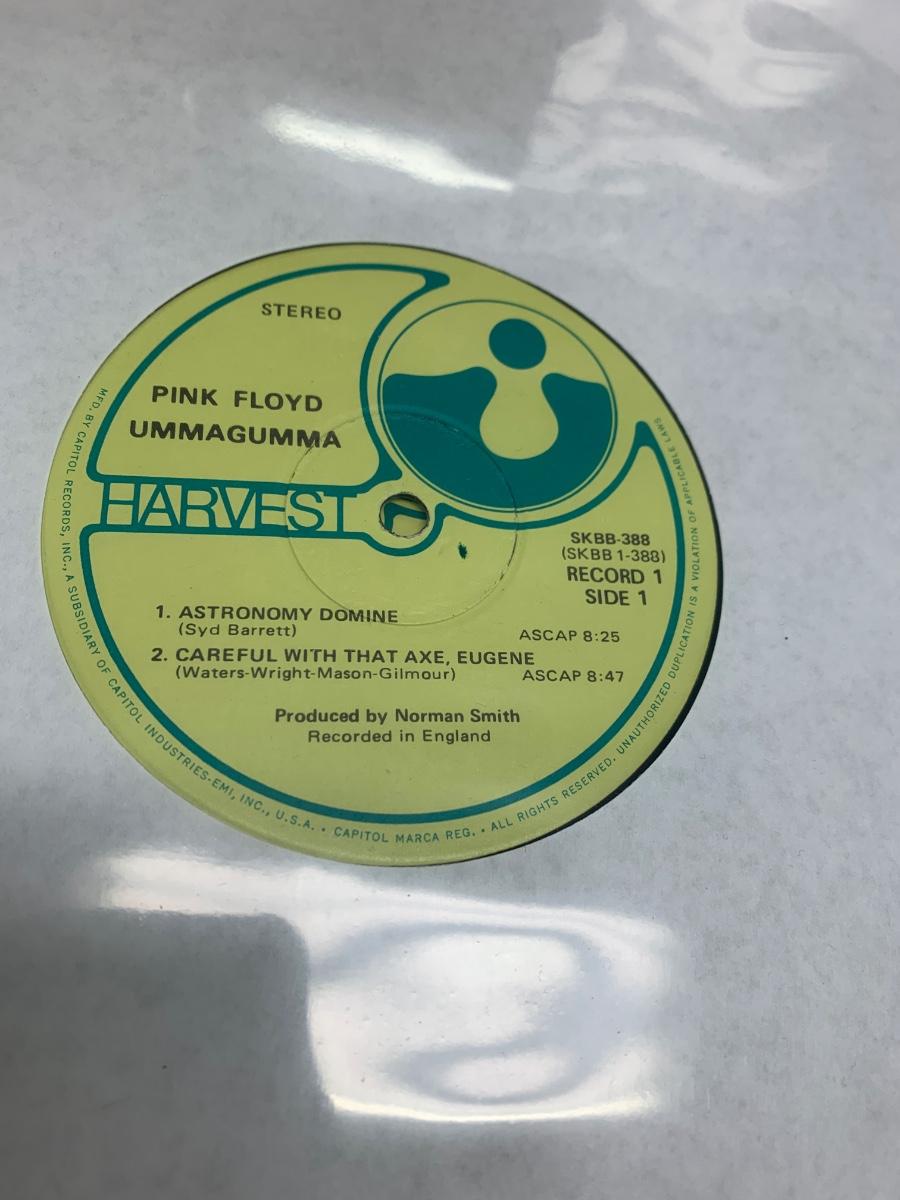 STEREO
PINK FLOYD
UMMAGUMMA
HARVEST
SKBB-388
(SKBB 1-388)
RECORD 1
SIDE 1
1. ASTRONOMY DOMINE
(Syd Barrett)
ASCAP 8:25
2. CAREFUL WITH THAT AXE, EUGENE
(Waters-Wright-Mason-Gilmour)
ASCAP 8:47
Produced by Norman Smith
Recorded in England
MFD. BY CAPITOL RECORDS, INC., A SUBSIDIARY OF CAPITOL INDUSTRIES-EMI, INC., U.S.A. • CAPITOL MARCA REG. • ALL RIGHTS RESERVED. UNAUTHORIZED DUPLICATION IS A VIOLATION OF APPLICABLE LAWS.